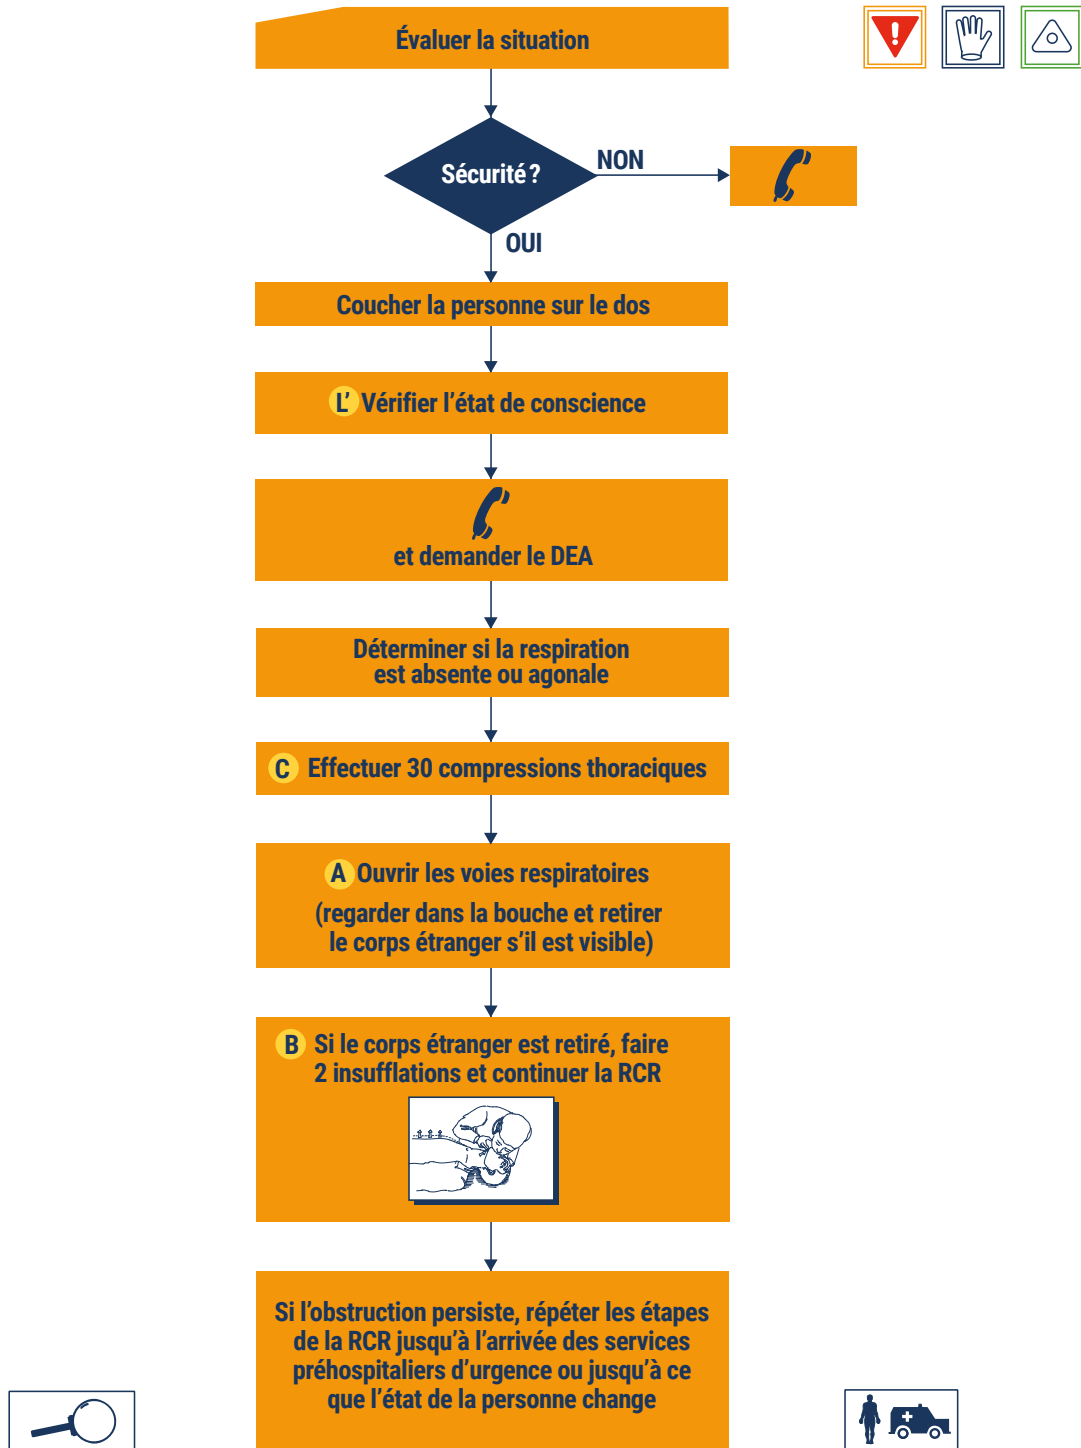 Évaluer la situation
Sécurité ?
NON
OUI
Coucher la personne sur le dos
L’ Vérifier l’état de conscience
et demander le DEA
Déterminer si la respiration
est absente ou agonale
C Effectuer 30 compressions thoraciques
A Ouvrir les voies respiratoires
(regarder dans la bouche et retirer
le corps étranger s’il est visible)
B Si le corps étranger est retiré, faire
2 insufflations et continuer la RCR
Si l’obstruction persiste, répéter les étapes
de la RCR jusqu’à l’arrivée des services
préhospitaliers d’urgence ou jusqu’à ce
que l’état de la personne change